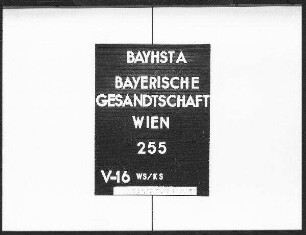 BAYHSTA
BAYERISCHE
GESANDTSCHAFT
WIEN
255
V-16 WS/KS